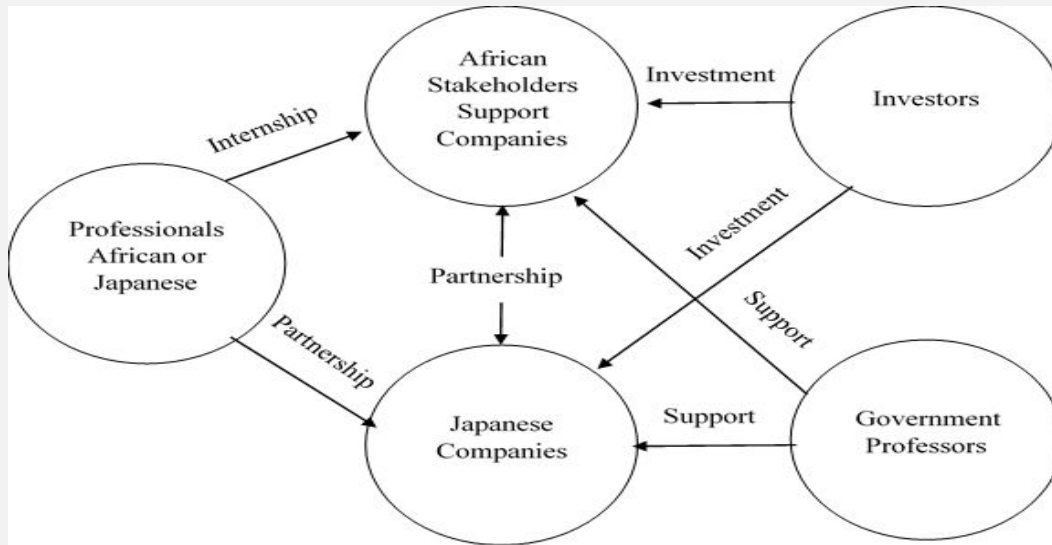 African
Stakeholders
Support
Companies
Investment
Investors
Internship
Professionals
African or
Japanese
Investment
Partnership
Support
Partnership
Japanese
Companies
Support
Government
Professors